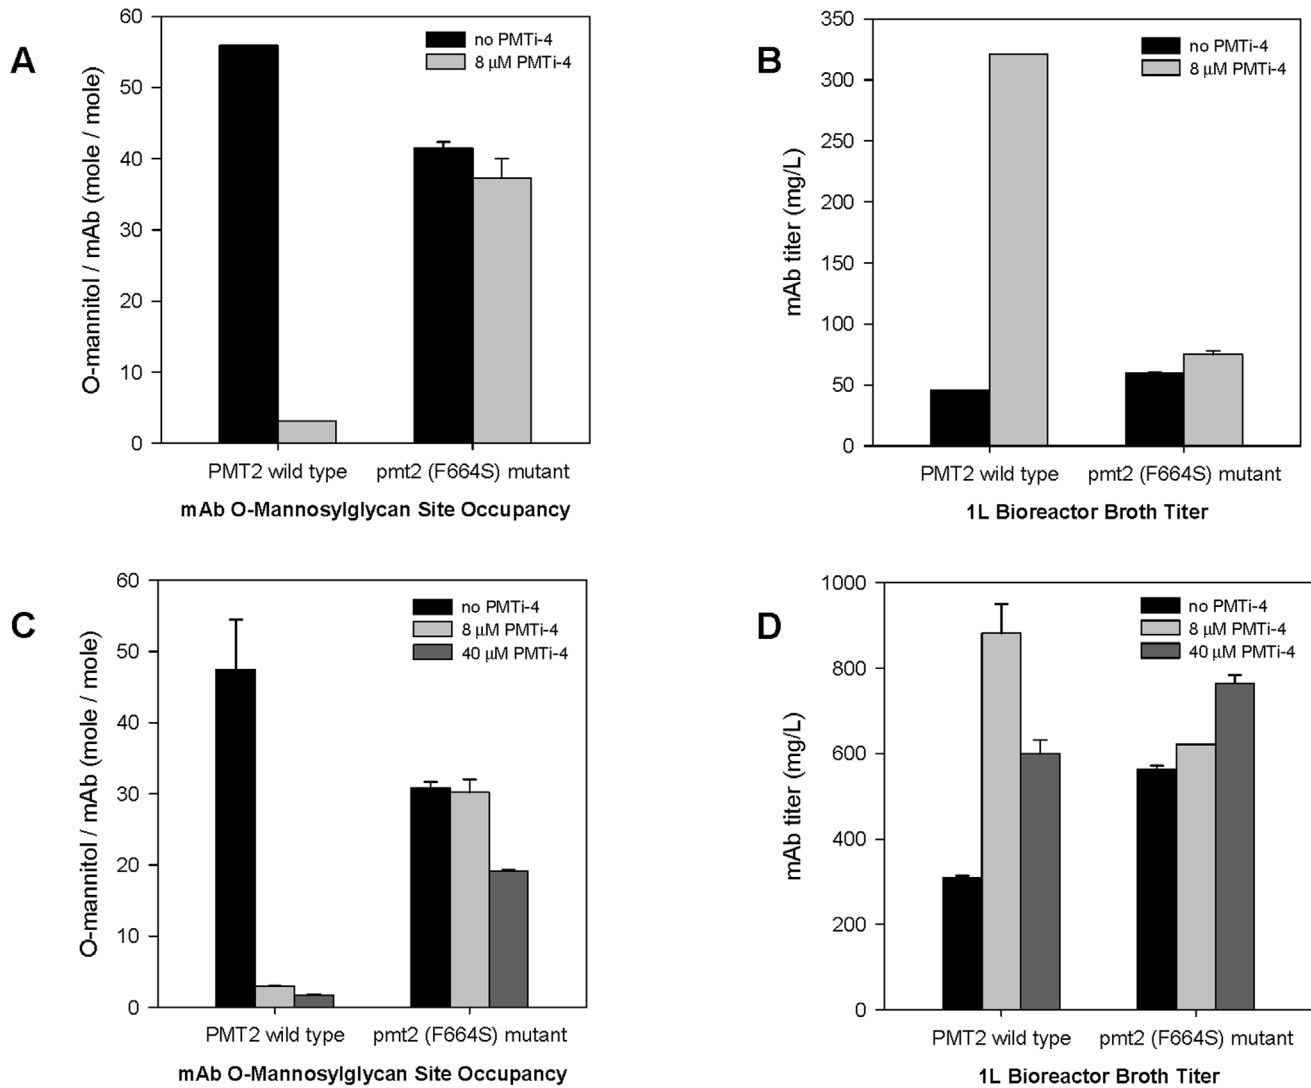 A
O-mannitol / mAb (mole / mole)
60
50
40
30
20
10
0
no PMTi-4
8 μM PMTi-4
PMT2 wild type
pmt2 (F664S) mutant
mAb O-Mannosylglycan Site Occupancy
B
mAb titer (mg/L)
350
300
250
200
150
100
50
0
no PMTi-4
8 μM PMTi-4
PMT2 wild type
pmt2 (F664S) mutant
1L Bioreactor Broth Titer
C
O-mannitol / mAb (mole / mole)
60
50
40
30
20
10
0
no PMTi-4
8 μM PMTi-4
40 μM PMTi-4
PMT2 wild type
pmt2 (F664S) mutant
mAb O-Mannosylglycan Site Occupancy
D
mAb titer (mg/L)
1000
800
600
400
200
0
no PMTi-4
8 μM PMTi-4
40 μM PMTi-4
PMT2 wild type
pmt2 (F664S) mutant
1L Bioreactor Broth Titer